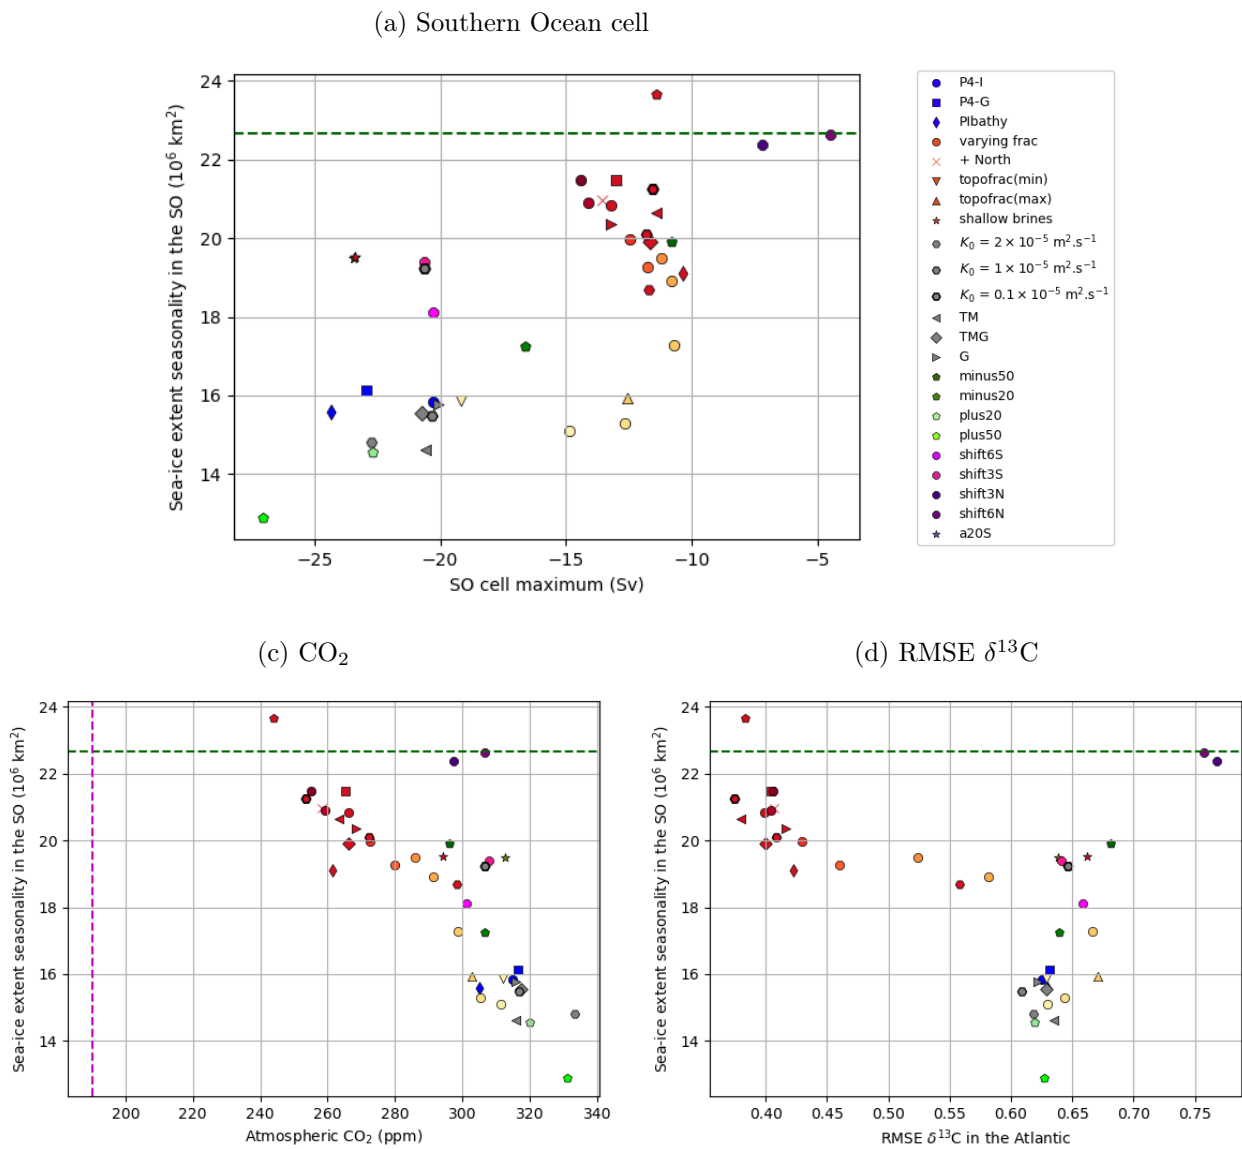 (a) Southern Ocean cell
Sea-ice extent seasonality in the SO (10⁶ km²)
24
22
20
18
16
14
−25 −20 −15 −10 −5
SO cell maximum (Sv)
P4-I
P4-G
PIbathy
varying frac
+ North
topofrac(min)
topofrac(max)
shallow brines
K₀ = 2 × 10⁻⁵ m².s⁻¹
K₀ = 1 × 10⁻⁵ m².s⁻¹
K₀ = 0.1 × 10⁻⁵ m².s⁻¹
TM
TMG
G
minus50
minus20
plus20
plus50
shift6S
shift3S
shift3N
shift6N
a20S
(c) CO₂
Sea-ice extent seasonality in the SO (10⁶ km²)
24
22
20
18
16
14
200 220 240 260 280 300 320 340
Atmospheric CO₂ (ppm)
(d) RMSE δ¹³C
Sea-ice extent seasonality in the SO (10⁶ km²)
24
22
20
18
16
14
0.40 0.45 0.50 0.55 0.60 0.65 0.70 0.75
RMSE δ¹³C in the Atlantic